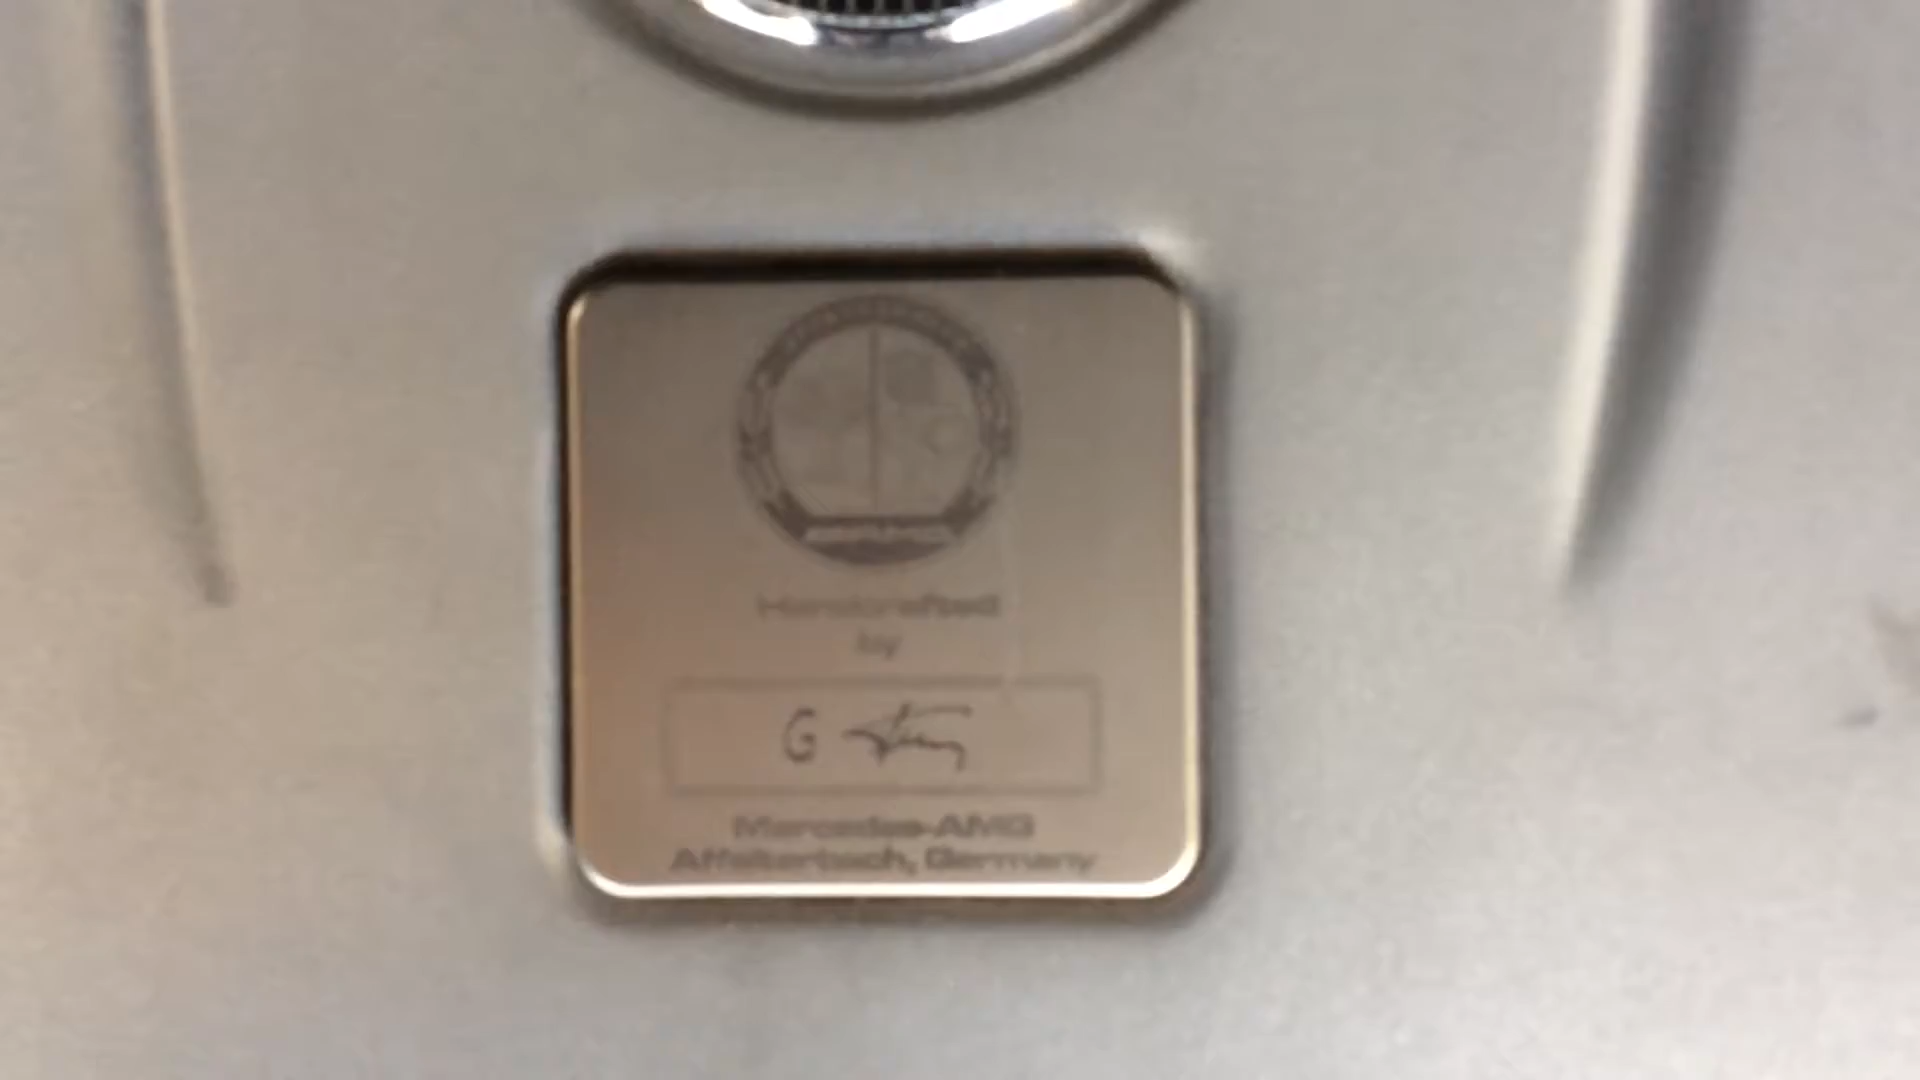 Handcrafted
by
G
Mercedes-AMG
Affalterbach, Germany